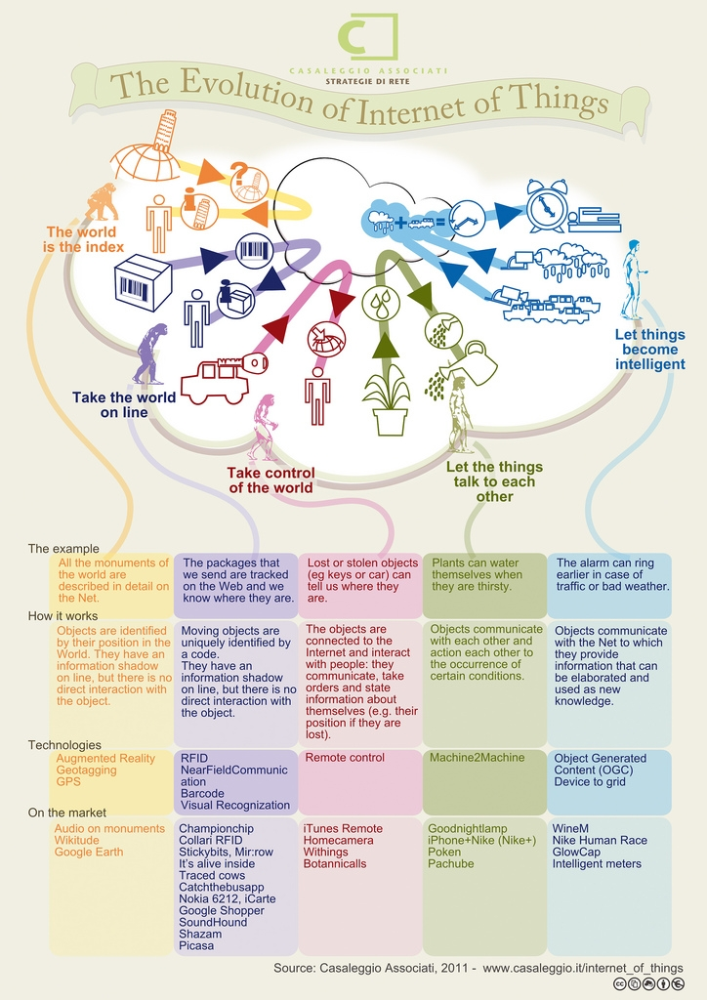 C
CASALEGGIO ASSOCIATI
STRATEGIE DI RETE
The Evolution of Internet of Things
?
The world
is the index
Take the world
on line
Take control
of the world
Let the things
talk to each
other
Let things
become
intelligent
+ =
The example
All the monuments of
the world are
described in detail on
the Net.
The packages that
we send are tracked
on the Web and we
know where they are.
Lost or stolen objects
(eg keys or car) can
tell us where they
are.
Plants can water
themselves when
they are thirsty.
The alarm can ring
earlier in case of
traffic or bad weather.
How it works
Objects are identified
by their position in the
World. They have an
information shadow
on line, but there is no
direct interaction with
the object.
Moving objects are
uniquely identified by
a code.
They have an
information shadow
on line, but there is no
direct interaction with
the object.
The objects are
connected to the
Internet and interact
with people: they
communicate, take
orders and state
information about
themselves (e.g. their
position if they are
lost).
Objects communicate
with each other and
action each other to
the occurrence of
certain conditions.
Objects communicate
with the Net to which
they provide
information that can
be elaborated and
used as new
knowledge.
Technologies
Augmented Reality
Geotagging
GPS
RFID
NearFieldCommunic
ation
Barcode
Visual Recognization
Remote control
Machine2Machine
Object Generated
Content (OGC)
Device to grid
On the market
Audio on monuments
Wikitude
Google Earth
Championchip
Collari RFID
Stickybits, Mir:row
It's alive inside
Traced cows
Catchthebusapp
Nokia 6212, iCarte
Google Shopper
SoundHound
Shazam
Picasa
iTunes Remote
Homecamera
Withings
Botannicalls
Goodnightlamp
iPhone+Nike (Nike+)
Poken
Pachube
WineM
Nike Human Race
GlowCap
Intelligent meters
Source: Casaleggio Associati, 2011 - www.casaleggio.it/internet_of_things